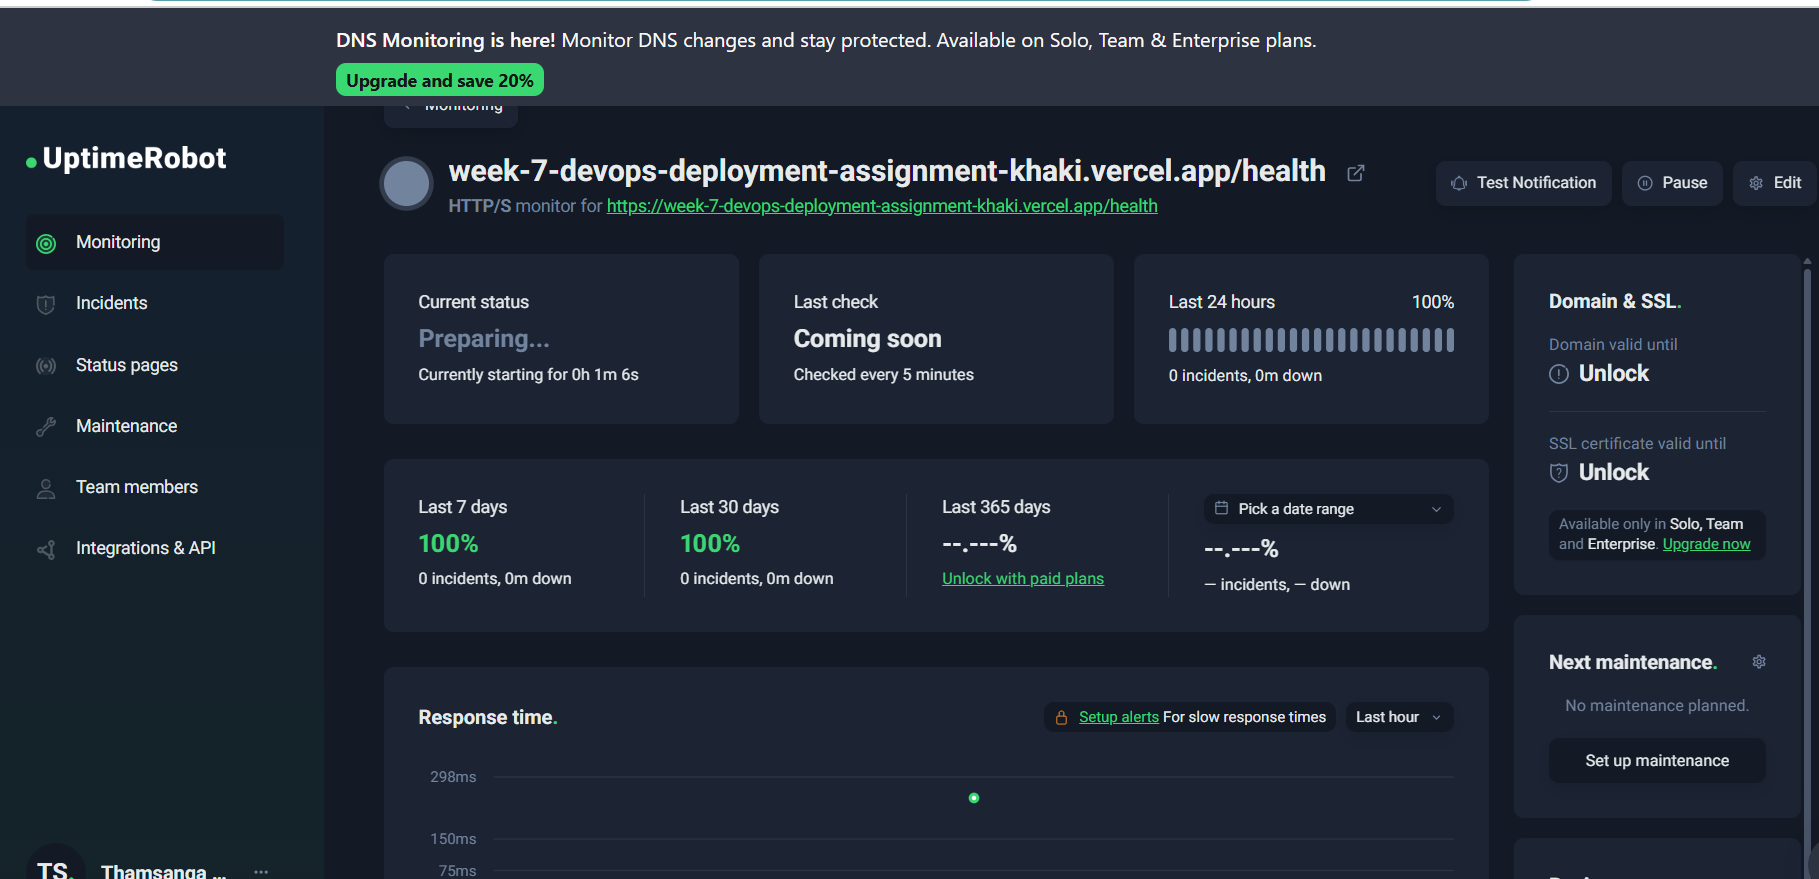 DNS Monitoring is here! Monitor DNS changes and stay protected. Available on Solo, Team & Enterprise plans.
Upgrade and save 20%
Monitoring
UptimeRobot
week-7-devops-deployment-assignment-khaki.vercel.app/health
HTTP/S monitor for https://week-7-devops-deployment-assignment-khaki.vercel.app/health
Test Notification
Pause
Edit
Monitoring
Incidents
Status pages
Maintenance
Team members
Integrations & API
TS.
Thamsanga ...
Current status
Preparing...
Currently starting for 0h 1m 6s
Last check
Coming soon
Checked every 5 minutes
Last 24 hours 100%
0 incidents, 0m down
Last 7 days
100%
0 incidents, 0m down
Last 30 days
100%
0 incidents, 0m down
Last 365 days
--.---%
Unlock with paid plans
Pick a date range
--.---%
— incidents, — down
Response time.
Setup alerts For slow response times
Last hour
298ms
150ms
75ms
Domain & SSL.
Domain valid until
Unlock
SSL certificate valid until
Unlock
Available only in Solo, Team
and Enterprise. Upgrade now
Next maintenance.
No maintenance planned.
Set up maintenance